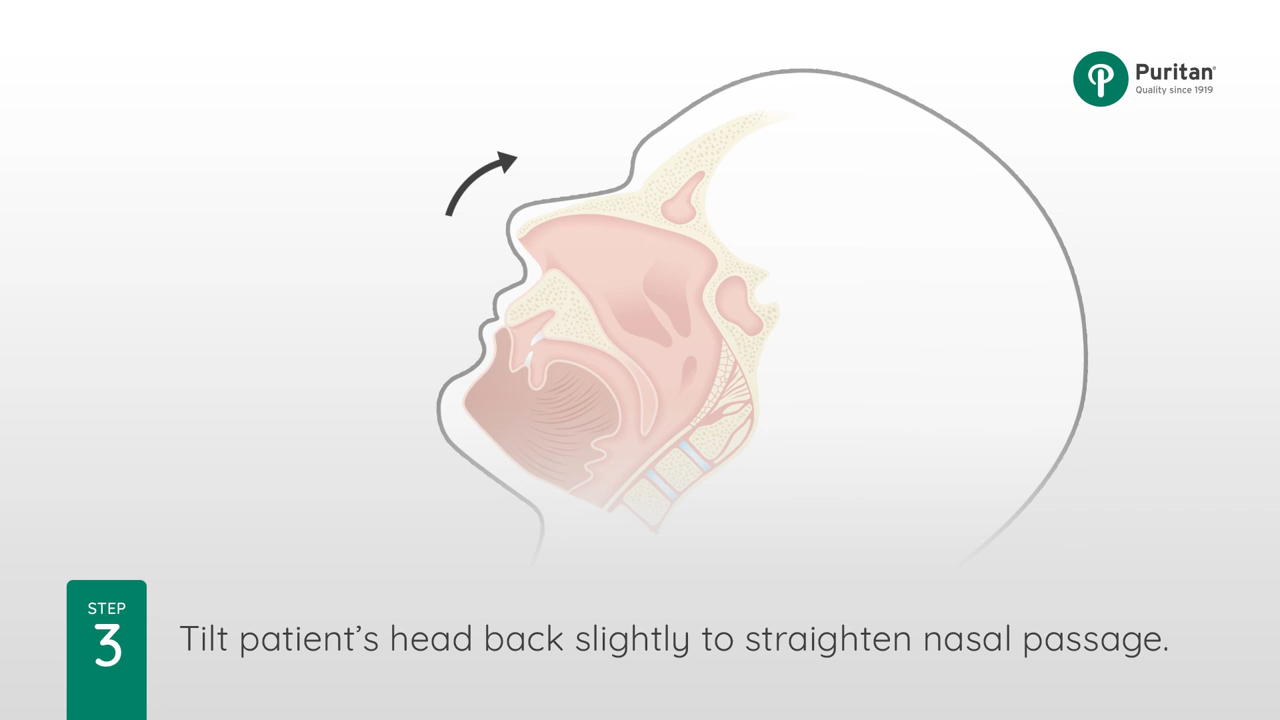 Puritan®
Quality since 1919
STEP
3
Tilt patient's head back slightly to straighten nasal passage.